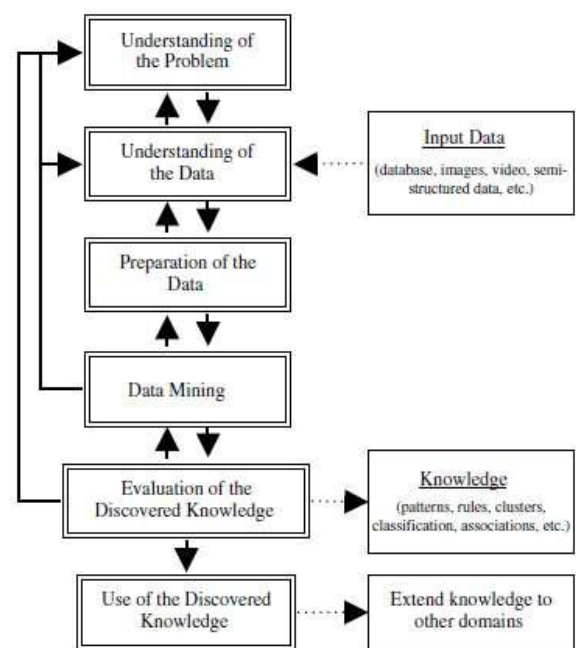 Understanding of
the Problem
Understanding of
the Data
Input Data
(database, images, video, semi-
structured data, etc.)
Preparation of the
Data
Data Mining
Evaluation of the
Discovered Knowledge
Knowledge
(patterns, rules, clusters,
classification, associations, etc.)
Use of the Discovered
Knowledge
Extend knowledge to
other domains